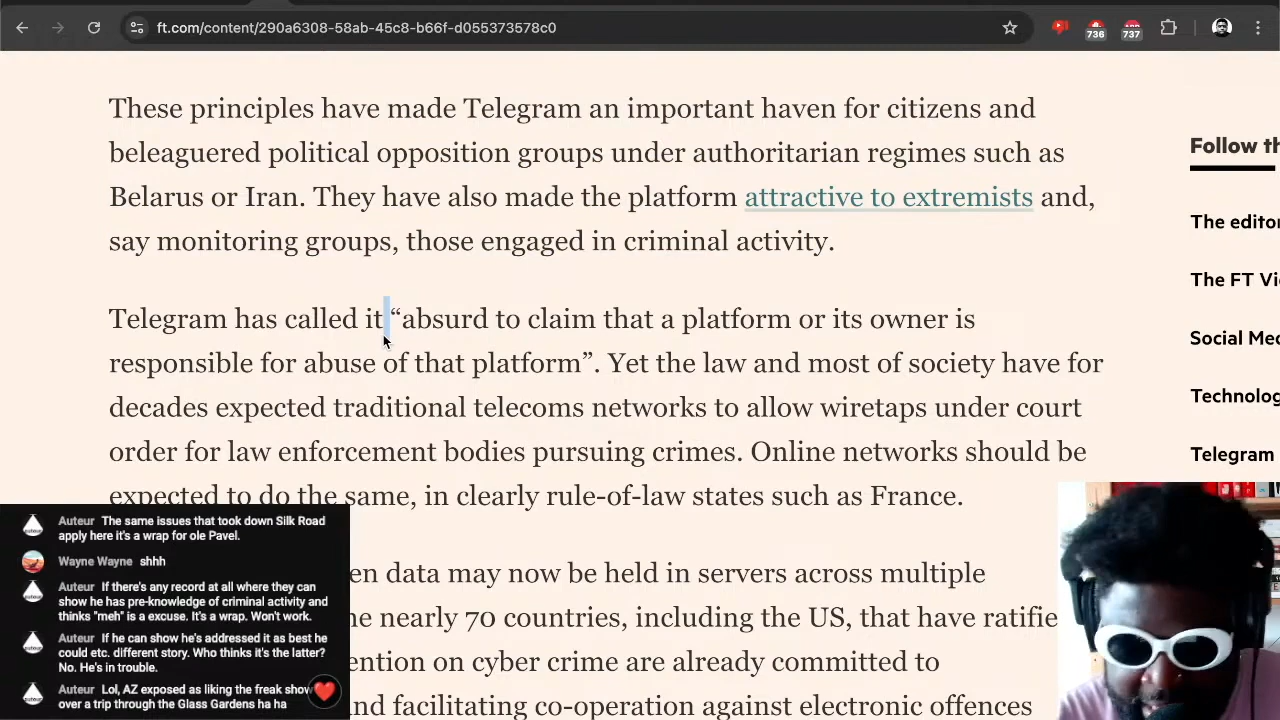 ft.com/content/290a6308-58ab-45c8-b66f-d055373578c0
736
737
These principles have made Telegram an important haven for citizens and
beleaguered political opposition groups under authoritarian regimes such as
Belarus or Iran. They have also made the platform attractive to extremists and,
say monitoring groups, those engaged in criminal activity.
Telegram has called it “absurd to claim that a platform or its owner is
responsible for abuse of that platform”. Yet the law and most of society have for
decades expected traditional telecoms networks to allow wiretaps under court
order for law enforcement bodies pursuing crimes. Online networks should be
expected to do the same, in clearly rule-of-law states such as France.
en data may now be held in servers across multiple
he nearly 70 countries, including the US, that have ratifie
ention on cyber crime are already committed to
nd facilitating co-operation against electronic offences
Follow th
The editor
The FT Vi
Social Med
Technolog
Telegram
Auteur The same issues that took down Silk Road
apply here it's a wrap for ole Pavel.
Wayne Wayne shhh
Auteur If there's any record at all where they can
show he has pre-knowledge of criminal activity and
thinks "meh" is a excuse. It's a wrap. Won't work.
Auteur If he can show he's addressed it as best he
could etc. different story. Who thinks it's the latter?
No. He's in trouble.
Auteur Lol, AZ exposed as liking the freak show
over a trip through the Glass Gardens ha ha